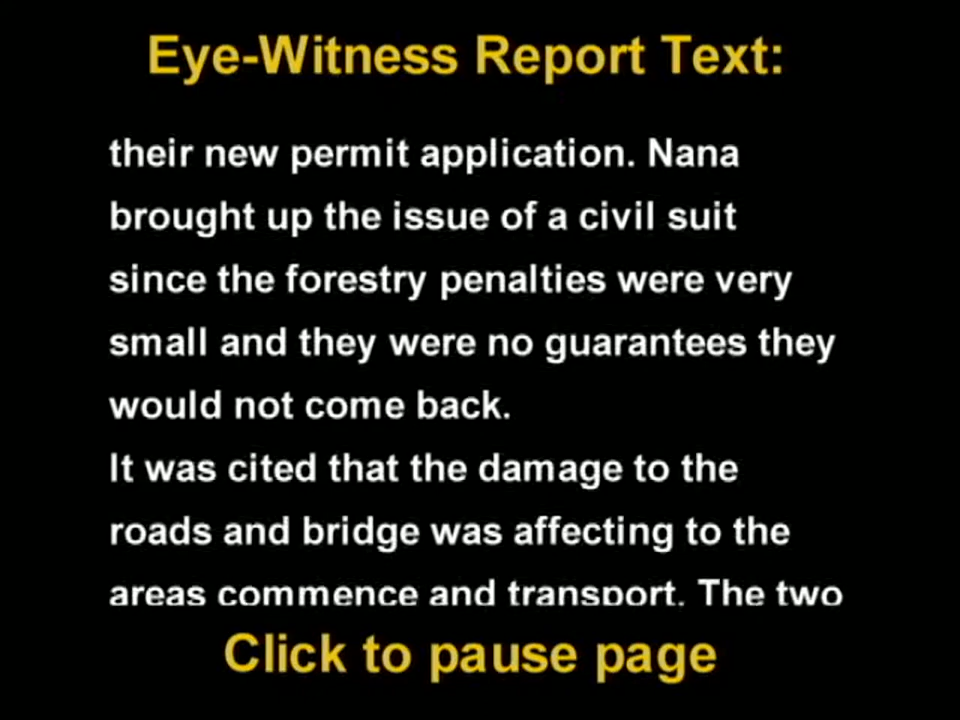 Eye-Witness Report Text:
their new permit application. Nana
brought up the issue of a civil suit
since the forestry penalties were very
small and they were no guarantees they
would not come back.
It was cited that the damage to the
roads and bridge was affecting to the
areas commence and transport. The two
Click to pause page